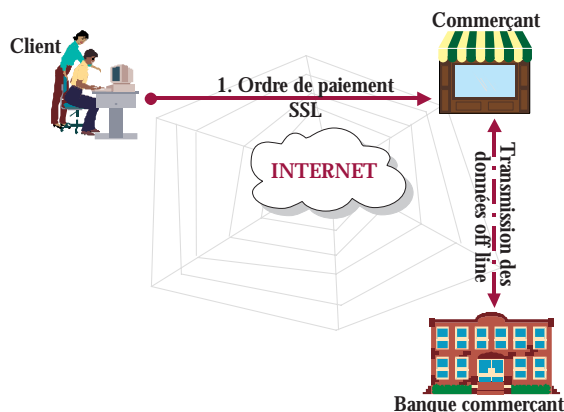 Commerçant
Client
1. Ordre de paiement
SSL
INTERNET
Transmission des
données off line
Banque commerçant